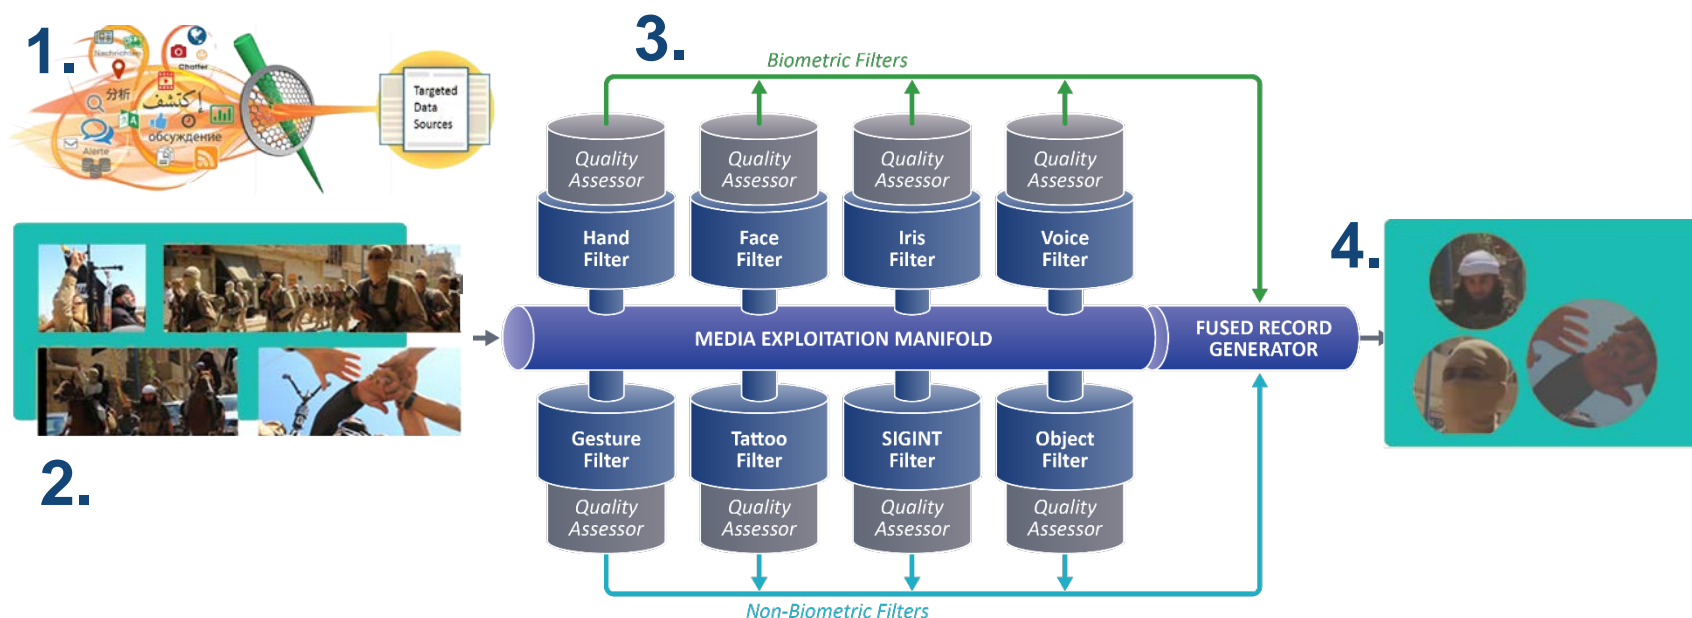 1.
Nachrichten
Chatter
分析
إكتشف
обсуждение
Alerte
Targeted
Data
Sources
2.
3.
Biometric Filters
Quality
Assessor
Quality
Assessor
Quality
Assessor
Quality
Assessor
Hand
Filter
Face
Filter
Iris
Filter
Voice
Filter
MEDIA EXPLOITATION MANIFOLD
FUSED RECORD
GENERATOR
Gesture
Filter
Tattoo
Filter
SIGINT
Filter
Object
Filter
Quality
Assessor
Quality
Assessor
Quality
Assessor
Quality
Assessor
Non-Biometric Filters
4.